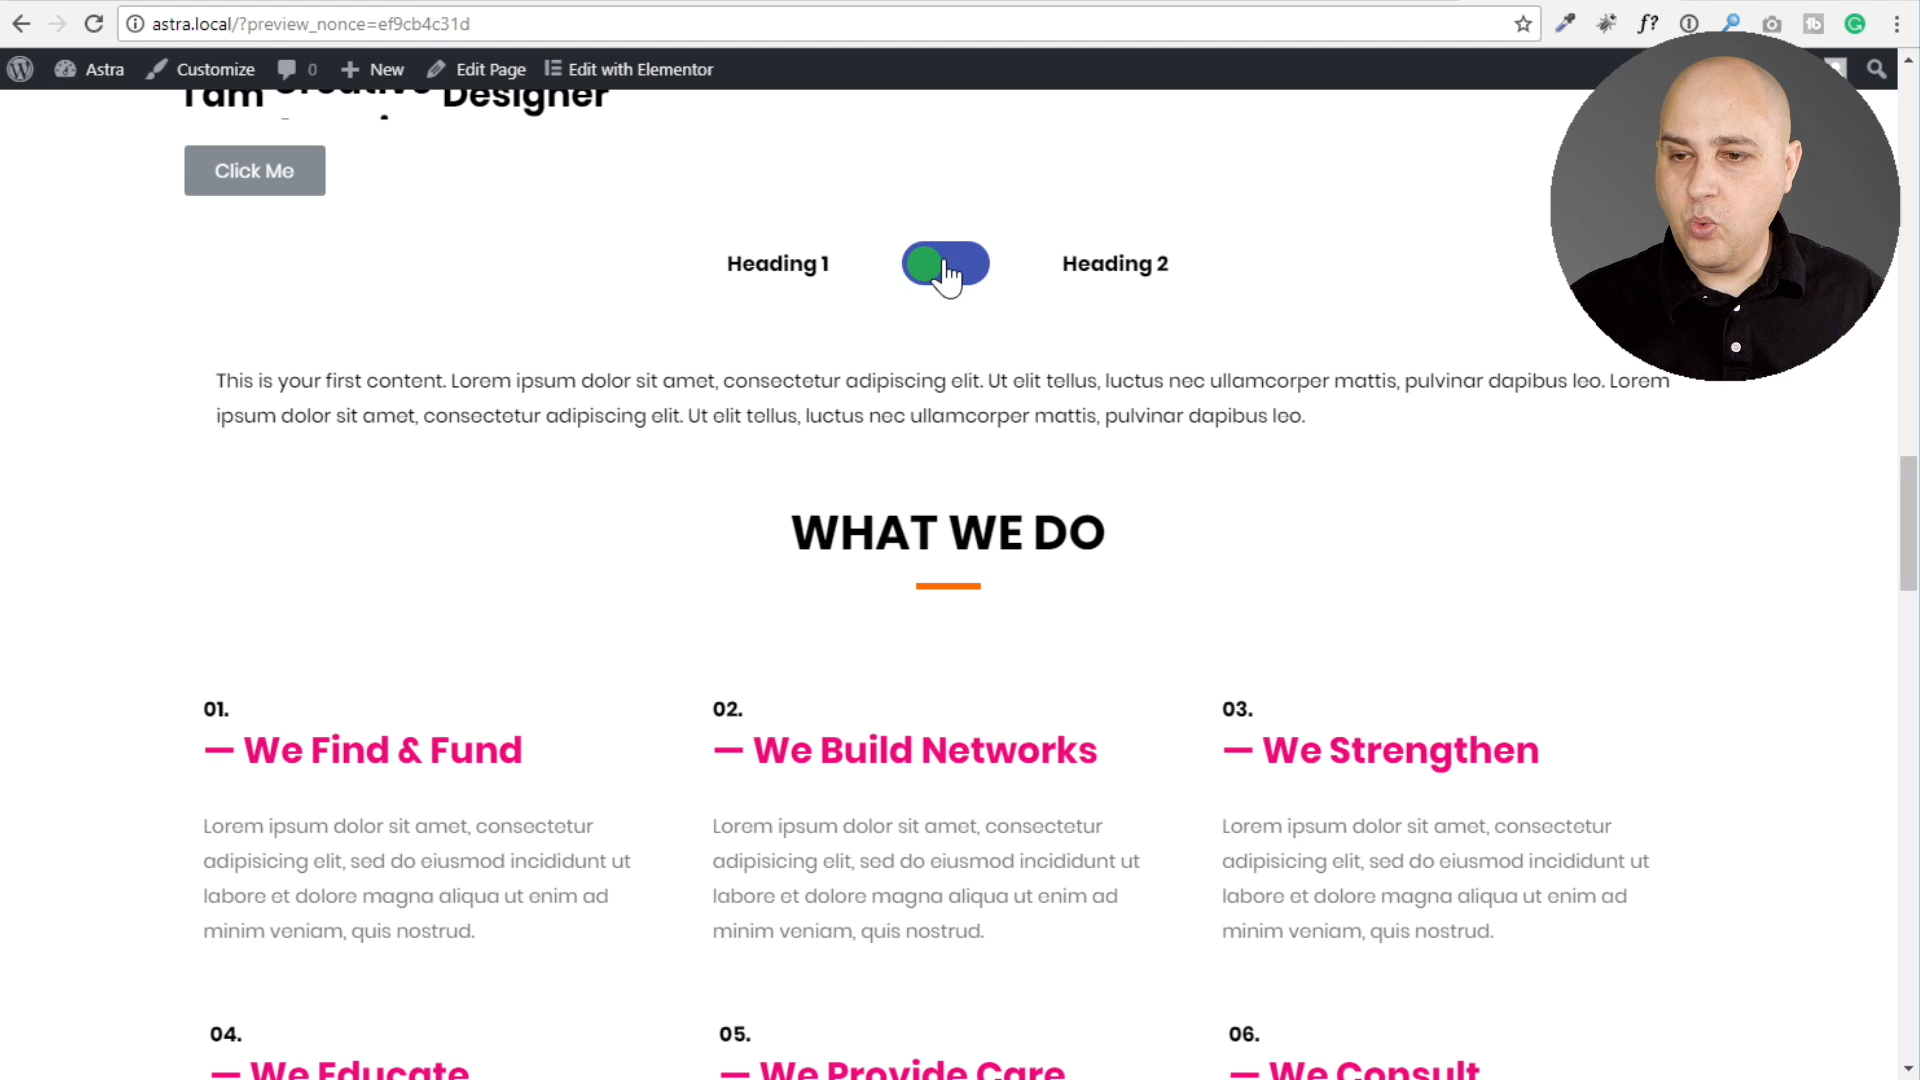 astra.local/?preview_nonce=ef9cb4c31d
f?
Astra
Customize
0
New
Edit Page
Edit with Elementor
I am Creative Designer
Click Me
Heading 1
Heading 2
This is your first content. Lorem ipsum dolor sit amet, consectetur adipiscing elit. Ut elit tellus, luctus nec ullamcorper mattis, pulvinar dapibus leo. Lorem
ipsum dolor sit amet, consectetur adipiscing elit. Ut elit tellus, luctus nec ullamcorper mattis, pulvinar dapibus leo.
WHAT WE DO
01.
— We Find & Fund
Lorem ipsum dolor sit amet, consectetur
adipisicing elit, sed do eiusmod incididunt ut
labore et dolore magna aliqua ut enim ad
minim veniam, quis nostrud.
02.
— We Build Networks
Lorem ipsum dolor sit amet, consectetur
adipisicing elit, sed do eiusmod incididunt ut
labore et dolore magna aliqua ut enim ad
minim veniam, quis nostrud.
03.
— We Strengthen
Lorem ipsum dolor sit amet, consectetur
adipisicing elit, sed do eiusmod incididunt ut
labore et dolore magna aliqua ut enim ad
minim veniam, quis nostrud.
04.
— We Educate
05.
— We Provide Care
06.
— We Consult